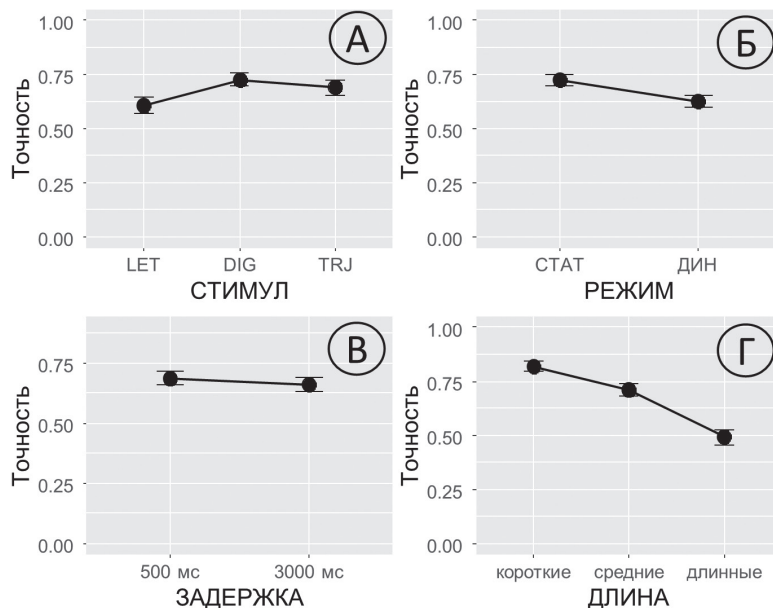 А
1.00
0.75
0.50
0.25
0.00
Точность
LET DIG TRJ
СТИМУЛ
Б
1.00
0.75
0.50
0.25
0.00
Точность
СТАТ ДИН
РЕЖИМ
В
0.75
0.50
0.25
0.00
Точность
500 мс 3000 мс
ЗАДЕРЖКА
Г
1.00
0.75
0.50
0.25
0.00
Точность
короткие средние длинные
ДЛИНА